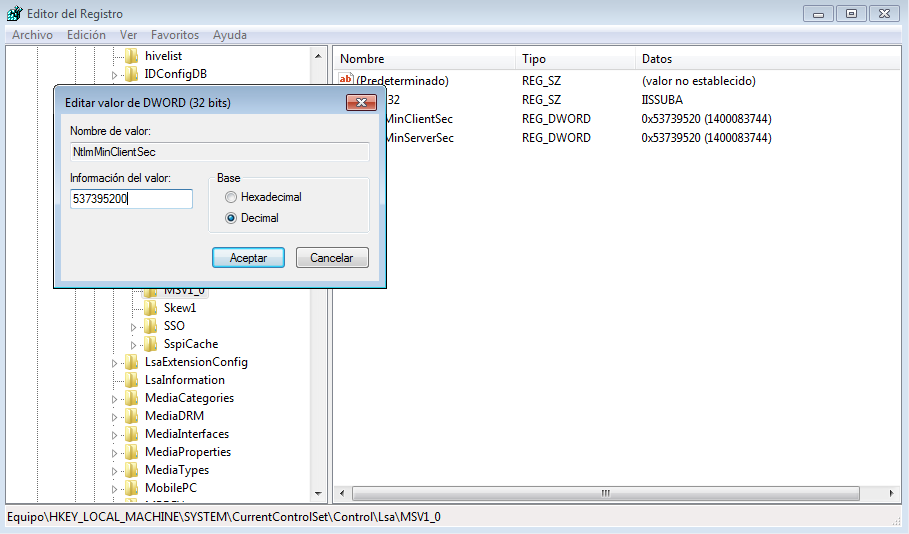 Editor del Registro
Archivo Edición Ver Favoritos Ayuda
hivelist
IDConfigDB
Nombre Tipo Datos
ab (Predeterminado) REG_SZ (valor no establecido)
32 REG_SZ IISSUBA
MinClientSec REG_DWORD 0x53739520 (1400083744)
MinServerSec REG_DWORD 0x53739520 (1400083744)
Editar valor de DWORD (32 bits)
Nombre de valor:
NtlmMinClientSec
Información del valor:
537395200
Base
Hexadecimal
Decimal
Aceptar Cancelar
MSV1_0
Skew1
SSO
SspiCache
LsaExtensionConfig
LsaInformation
MediaCategories
MediaDRM
MediaInterfaces
MediaProperties
MediaTypes
MobilePC
Equipo\HKEY_LOCAL_MACHINE\SYSTEM\CurrentControlSet\Control\Lsa\MSV1_0